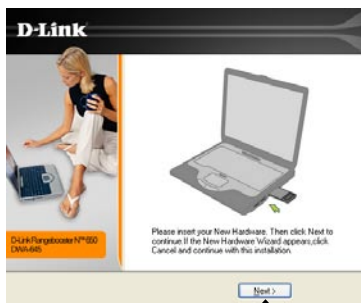 D-Link
Please insert your New Hardware. Then click Next to
continue.If the New Hardware Wizard appears,click
Cancel and continue with this installation.
D-Link Rangebooster N™ 650
DWA-645
Next >